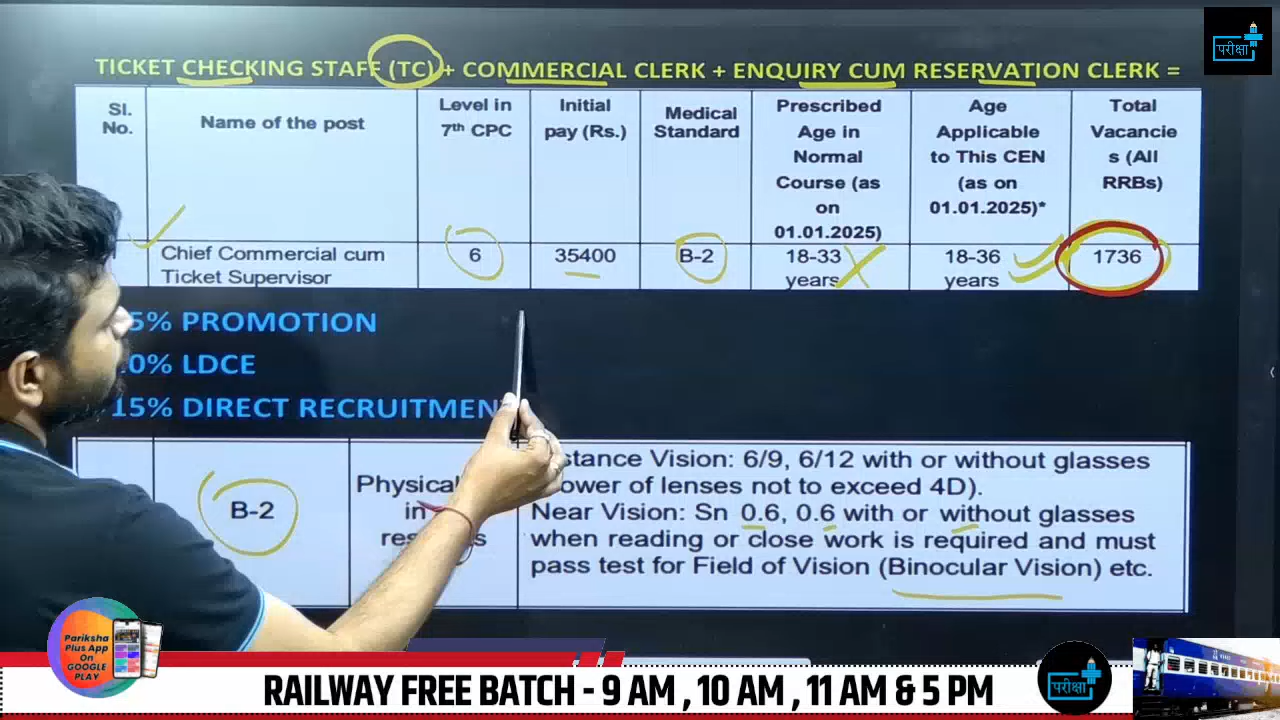 परीक्षा
TICKET CHECKING STAFF (TC) + COMMERCIAL CLERK + ENQUIRY CUM RESERVATION CLERK =
Sl. No.
Name of the post
Level in 7th CPC
Initial pay (Rs.)
Medical Standard
Prescribed Age in Normal Course (as on 01.01.2025)
Age Applicable to This CEN (as on 01.01.2025)*
Total Vacancie s (All RRBs)
Chief Commercial cum Ticket Supervisor
6
35400
B-2
18-33 years
18-36 years
1736
5% PROMOTION
0% LDCE
15% DIRECT RECRUITMEN
B-2
Physical
in
stance Vision: 6/9, 6/12 with or without glasses
ower of lenses not to exceed 4D).
Near Vision: Sn 0.6, 0.6 with or without glasses
when reading or close work is required and must
pass test for Field of Vision (Binocular Vision) etc.
Pariksha
Plus App
On
GOOGLE
PLAY
RAILWAY FREE BATCH - 9 AM , 10 AM , 11 AM & 5 PM
परीक्षा